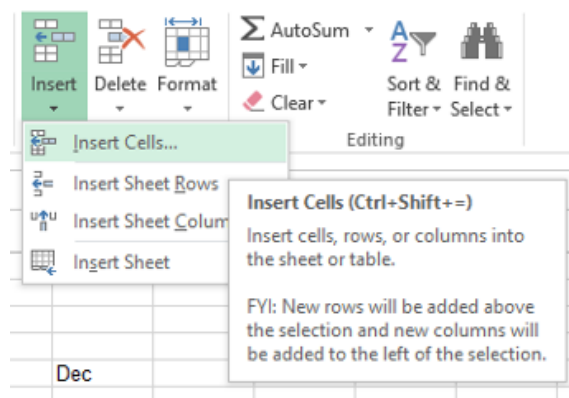 AutoSum
Fill
Clear
Insert Delete Format
Sort &
Filter
Find &
Select
Editing
Insert Cells...
Insert Sheet Rows
Insert Sheet Colum
Insert Sheet
Insert Cells (Ctrl+Shift+=)
Insert cells, rows, or columns into
the sheet or table.
FYI: New rows will be added above
the selection and new columns will
be added to the left of the selection.
Dec